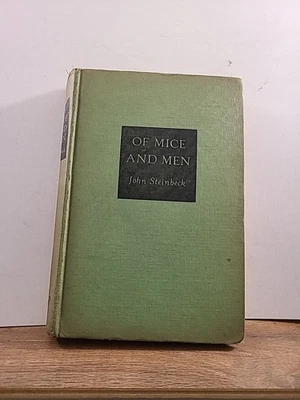 OF MICE
AND MEN
John Steinbeck